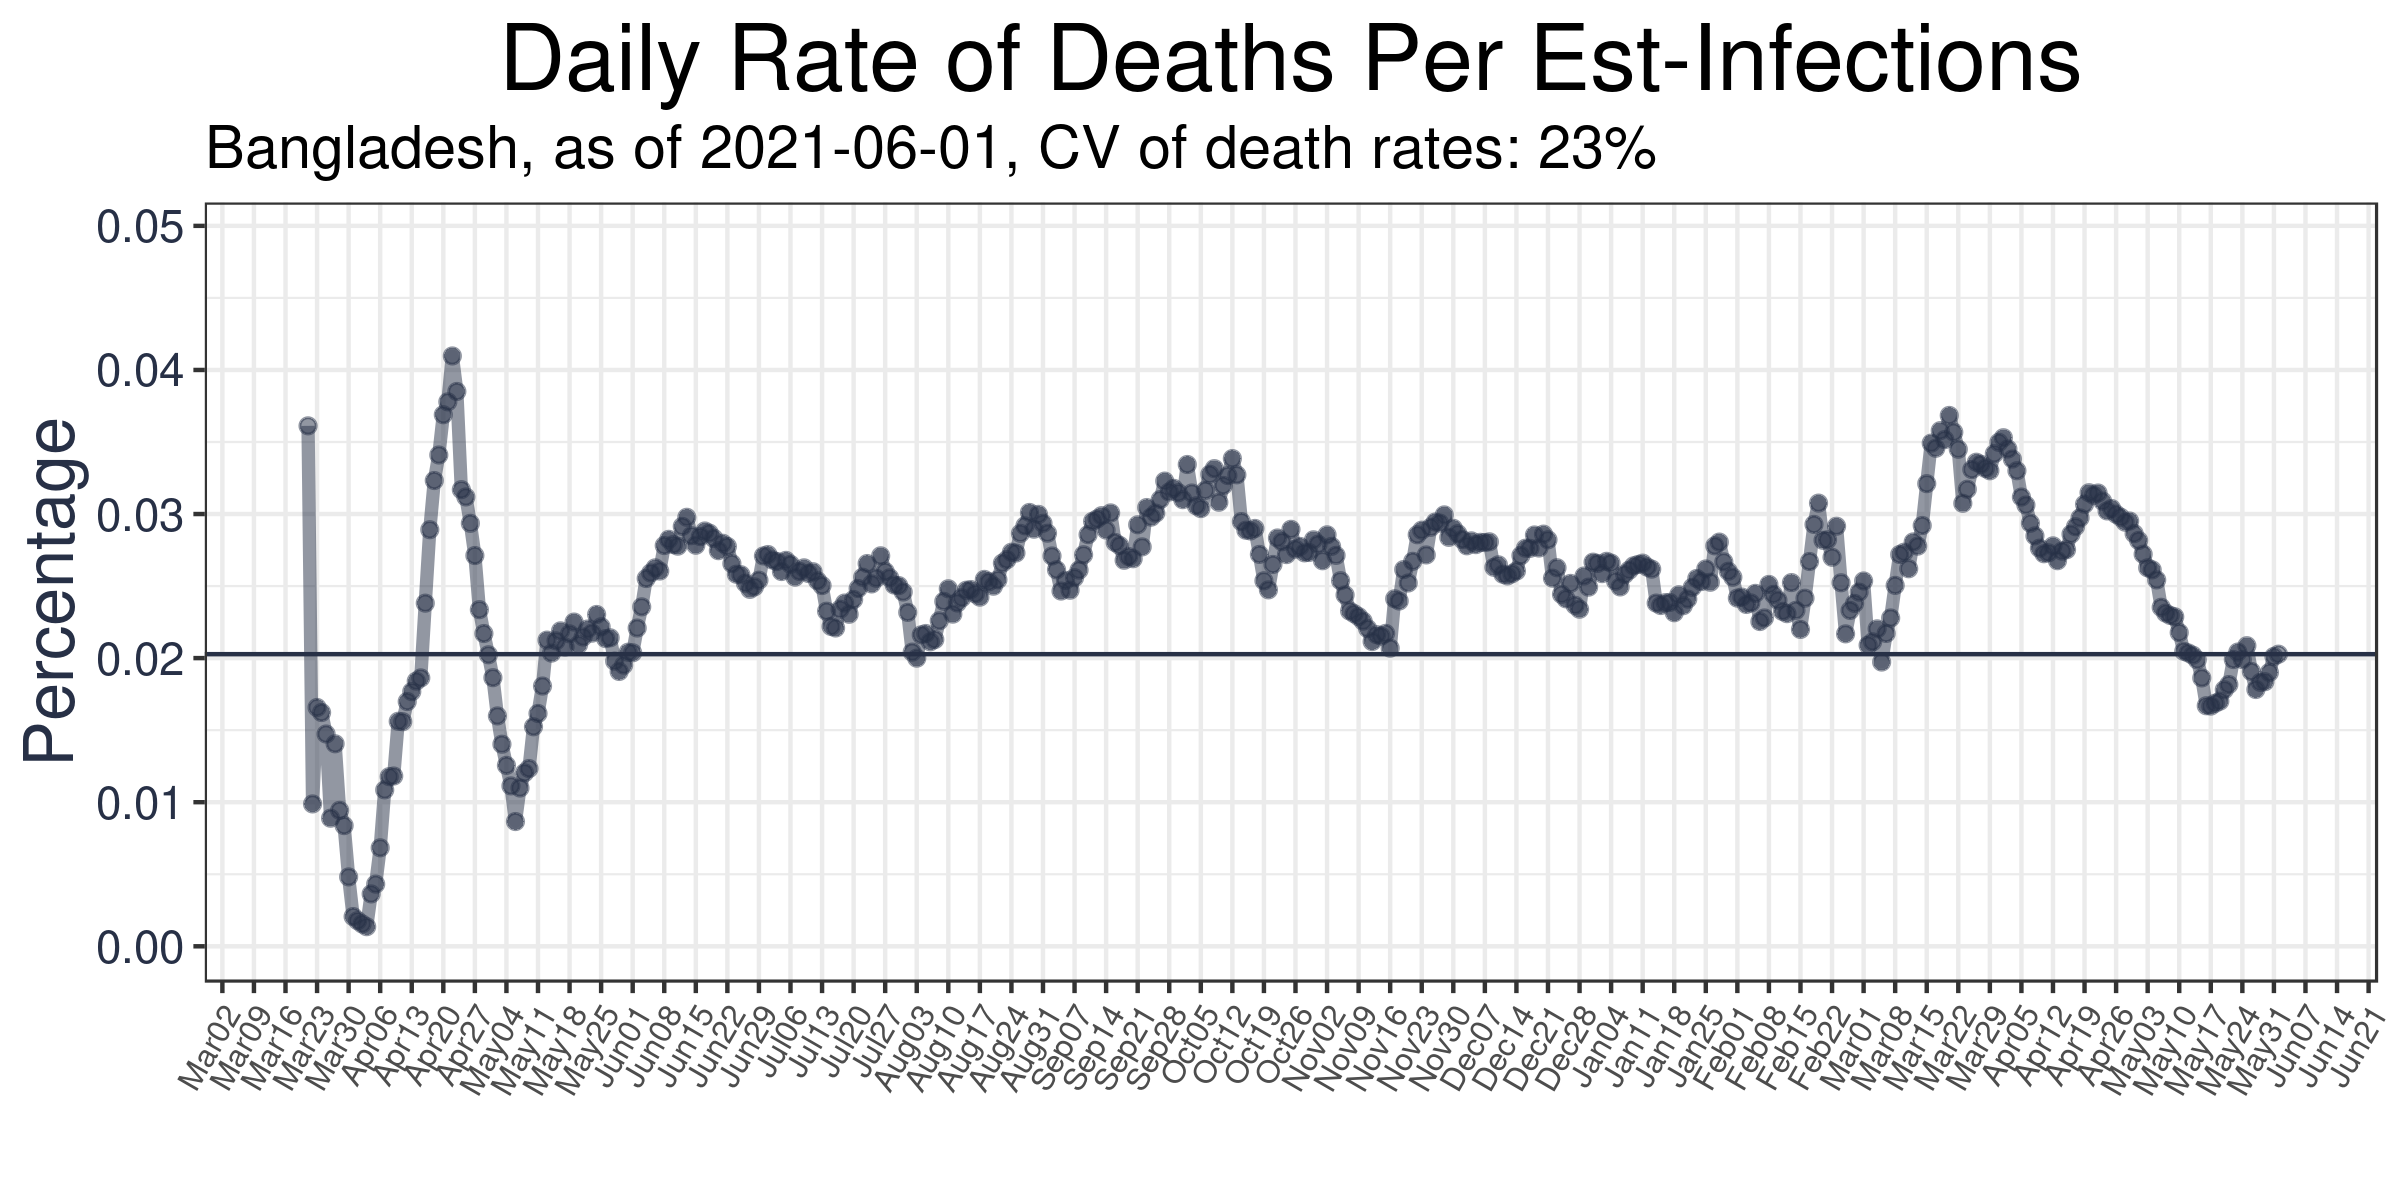 Daily Rate of Deaths Per Est-Infections
Bangladesh, as of 2021-06-01, CV of death rates: 23%
Percentage
0.05
0.04
0.03
0.02
0.01
0.00
Mar02
Mar09
Mar16
Mar23
Mar30
Apr06
Apr13
Apr20
Apr27
May04
May11
May18
May25
Jun01
Jun08
Jun15
Jun22
Jun29
Jul06
Jul13
Jul20
Jul27
Aug03
Aug10
Aug17
Aug24
Aug31
Sep07
Sep14
Sep21
Sep28
Oct05
Oct12
Oct19
Oct26
Nov02
Nov09
Nov16
Nov23
Nov30
Dec07
Dec14
Dec21
Dec28
Jan04
Jan11
Jan18
Jan25
Feb01
Feb08
Feb15
Feb22
Mar01
Mar08
Mar15
Mar22
Mar29
Apr05
Apr12
Apr19
Apr26
May03
May10
May17
May24
May31
Jun07
Jun14
Jun21